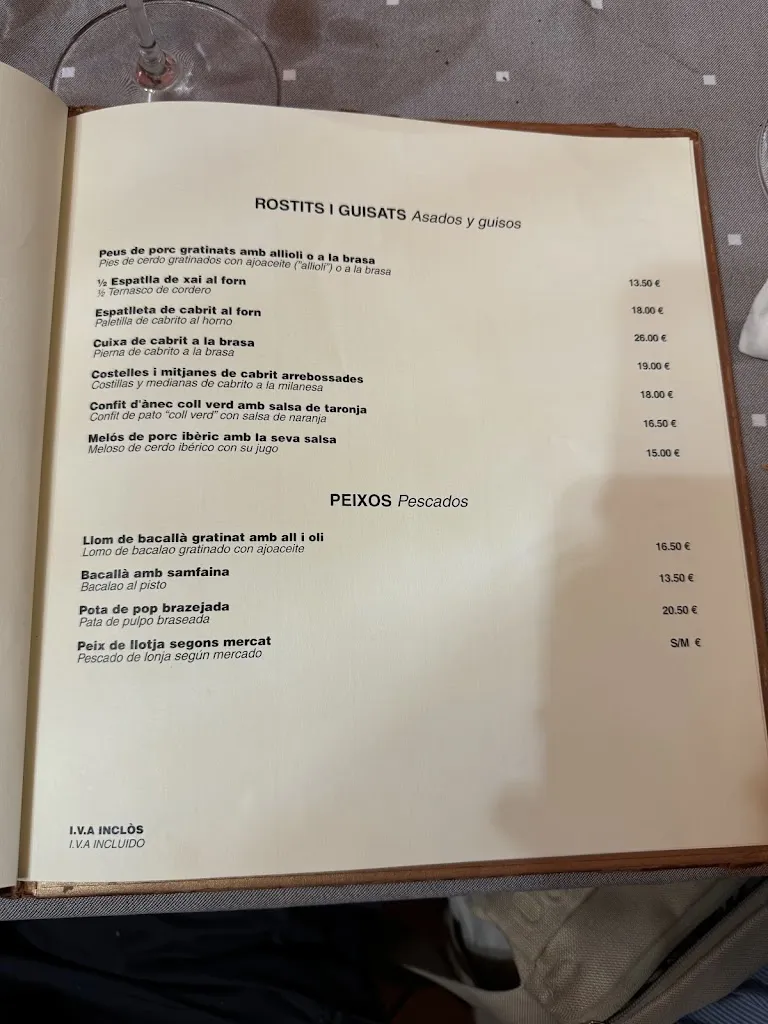 ROSTITS I GUISATS Asados y guisos
Peus de porc gratinats amb allioli o a la brasa
Pies de cerdo gratinados con ajoaceite ("allioli") o a la brasa 13.50 €
½ Espatlla de xai al forn
½ Ternasco de cordero 18.00 €
Espatlleta de cabrit al forn
Paletilla de cabrito al horno 26.00 €
Cuixa de cabrit a la brasa
Pierna de cabrito a la brasa 19.00 €
Costelles i mitjanes de cabrit arrebossades
Costillas y medianas de cabrito a la milanesa 18.00 €
Confit d'ànec coll verd amb salsa de taronja
Confit de pato "coll verd" con salsa de naranja 16.50 €
Melós de porc ibèric amb la seva salsa
Meloso de cerdo ibérico con su jugo 15.00 €
PEIXOS Pescados
Llom de bacallà gratinat amb all i oli
Lomo de bacalao gratinado con ajoaceite 16.50 €
Bacallà amb samfaina
Bacalao al pisto 13.50 €
Pota de pop brazejada
Pata de pulpo braseada 20.50 €
Peix de llotja segons mercat
Pescado de lonja según mercado S/M €
I.V.A INCLÒS
I.V.A INCLUIDO